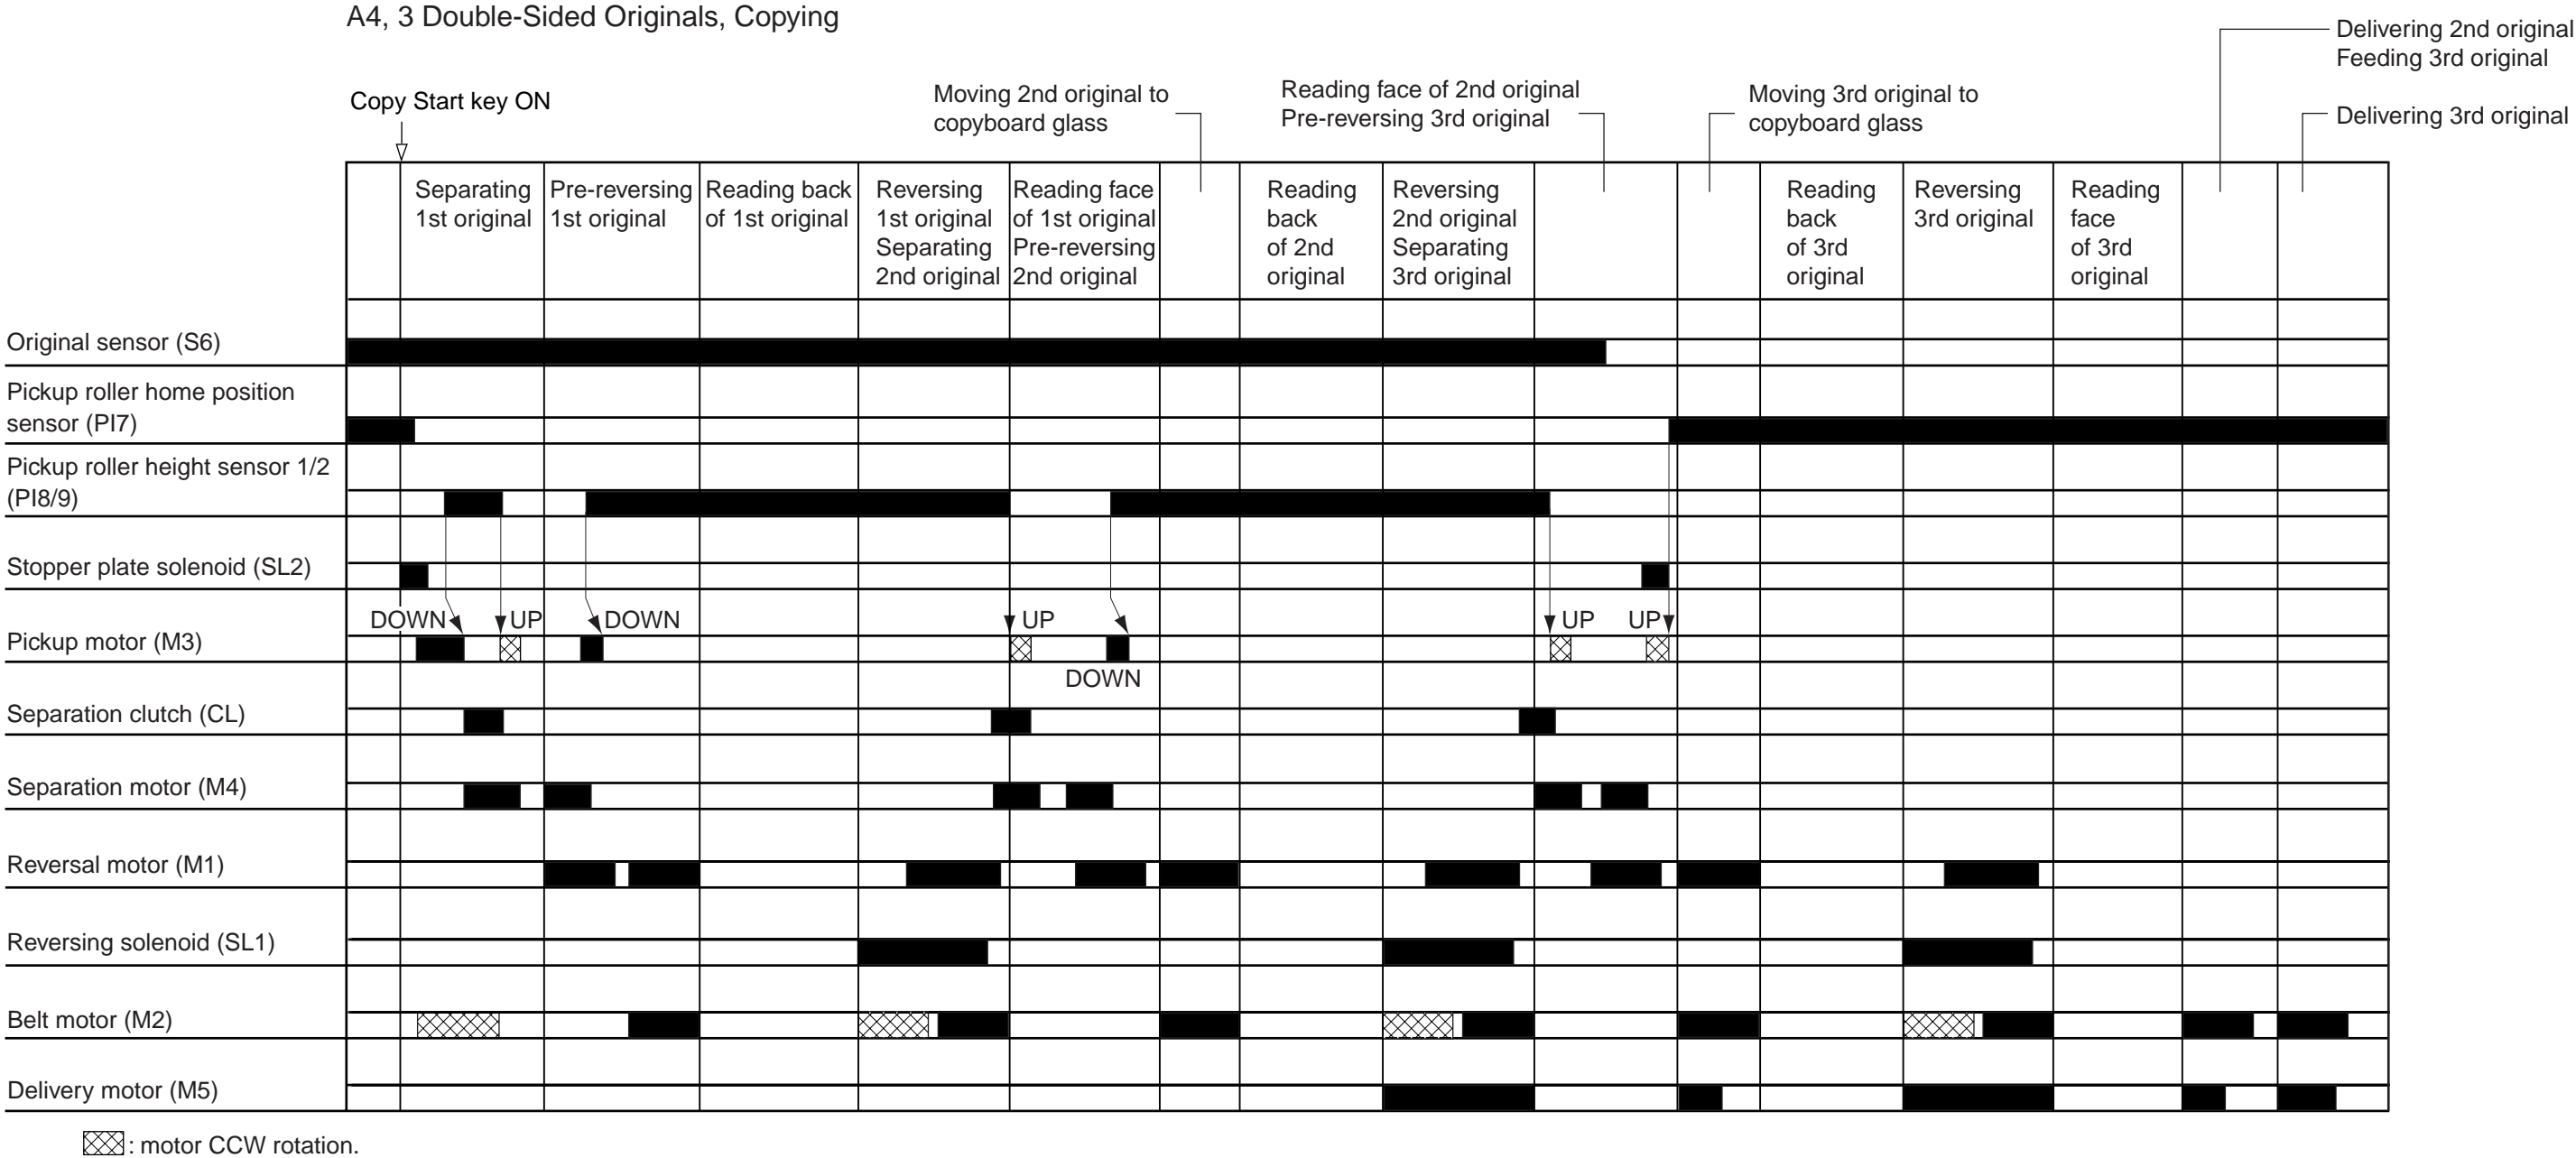 A4, 3 Double-Sided Originals, Copying
Delivering 2nd original
Feeding 3rd original
Copy Start key ON
Moving 2nd original to
copyboard glass
Reading face of 2nd original
Pre-reversing 3rd original
Moving 3rd original to
copyboard glass
Delivering 3rd original
Separating
1st original
Pre-reversing
1st original
Reading back
of 1st original
Reversing
1st original
Separating
2nd original
Reading face
of 1st original
Pre-reversing
2nd original
Reading
back
of 2nd
original
Reversing
2nd original
Separating
3rd original
Reading
back
of 3rd
original
Reversing
3rd original
Reading
face
of 3rd
original
Original sensor (S6)
Pickup roller home position
sensor (PI7)
Pickup roller height sensor 1/2
(PI8/9)
Stopper plate solenoid (SL2)
DOWN
UP
DOWN
UP
UP
UP
Pickup motor (M3)
DOWN
Separation clutch (CL)
Separation motor (M4)
Reversal motor (M1)
Reversing solenoid (SL1)
Belt motor (M2)
Delivery motor (M5)
: motor CCW rotation.